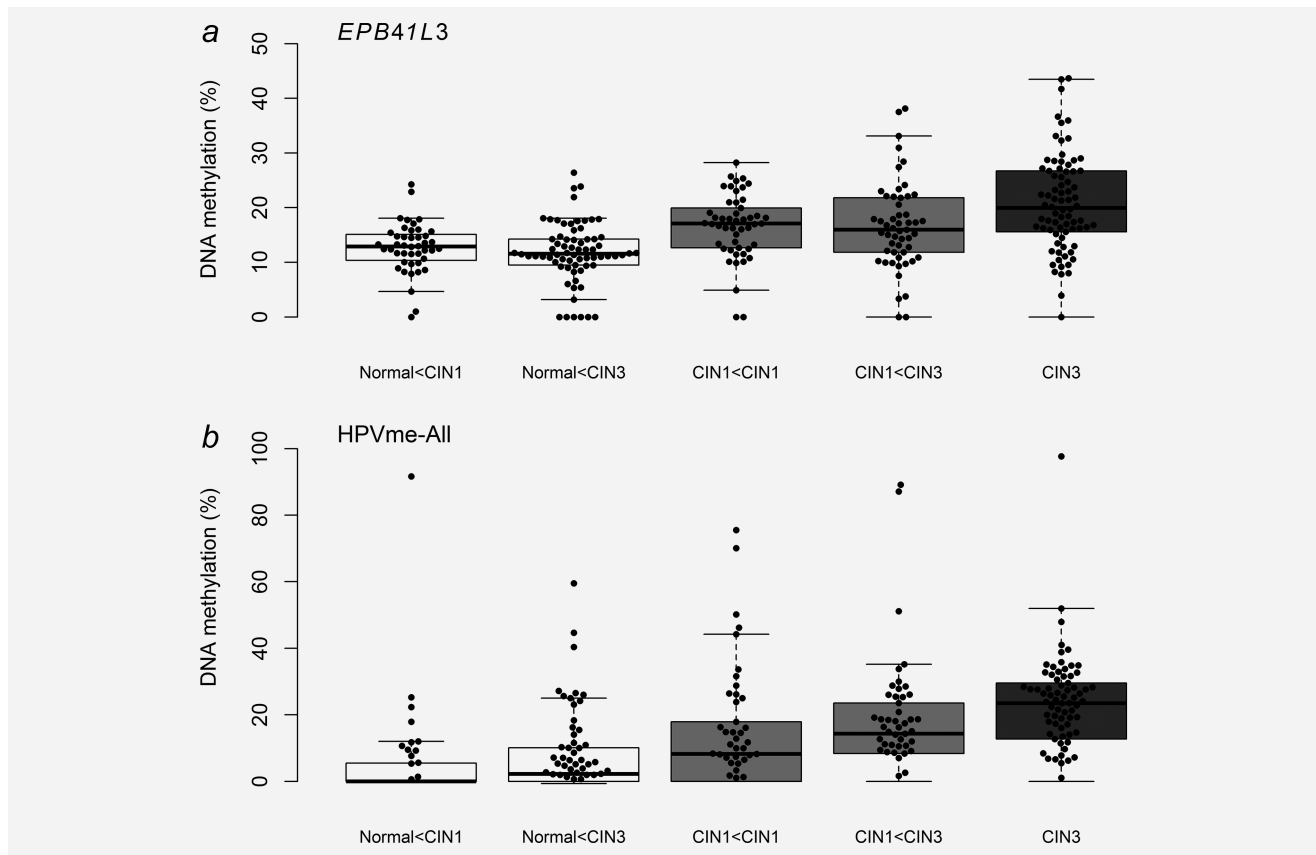 a EPB41L3
DNA methylation (%)
50
40
30
20
10
0
Normal<CIN1 Normal<CIN3 CIN1<CIN1 CIN1<CIN3 CIN3
b HPVme-All
DNA methylation (%)
100
80
60
40
20
0
Normal<CIN1 Normal<CIN3 CIN1<CIN1 CIN1<CIN3 CIN3